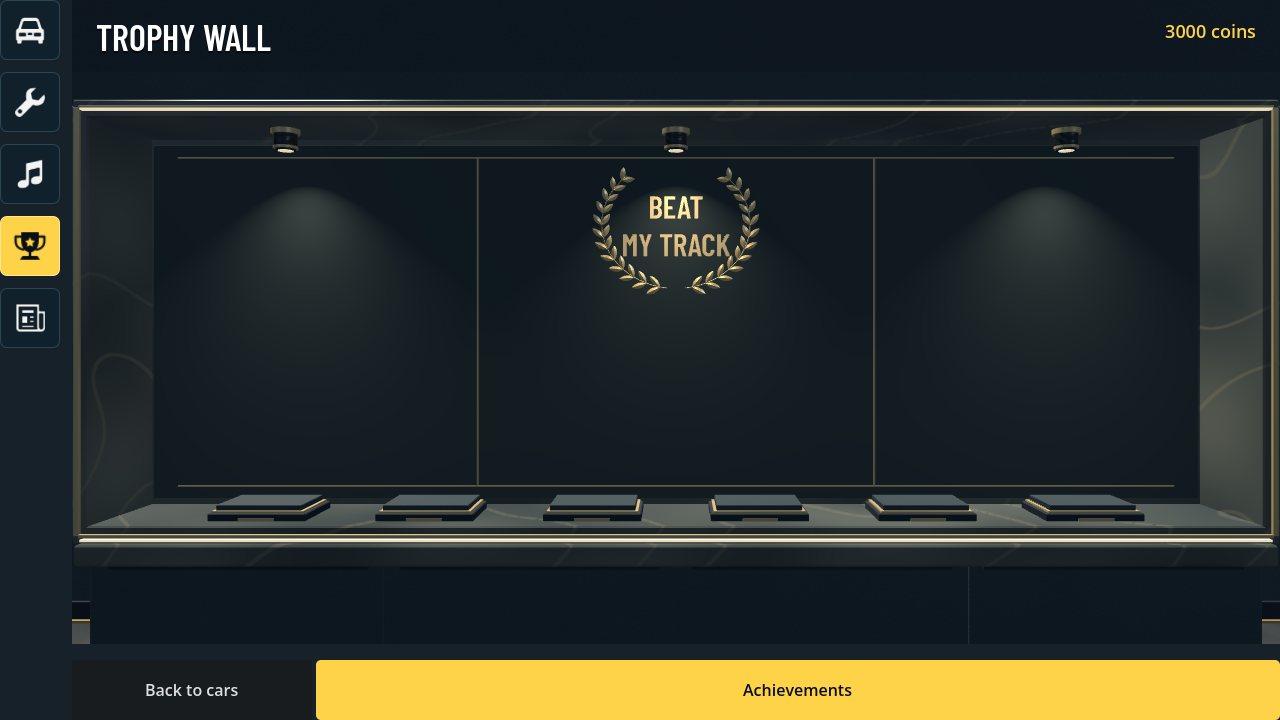 TROPHY WALL
3000 coins
BEAT
MY TRACK
Back to cars
Achievements